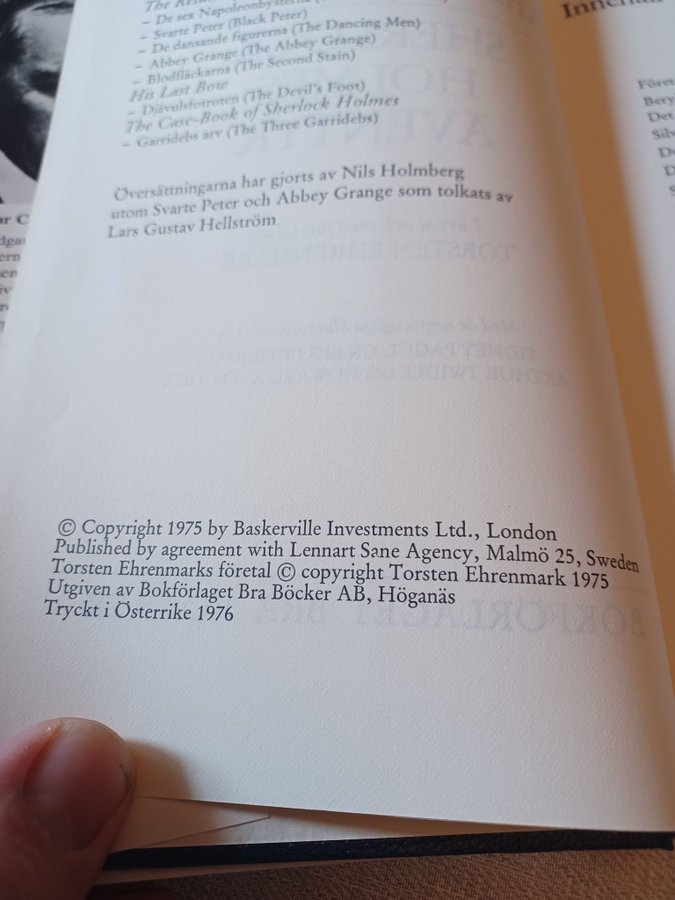 The
– De sex Napoleonbysterna
– Svarte Peter (Black Peter)
– De dansande figurerna (The Dancing Men)
– Abbey Grange (The Abbey Grange)
– Blodfläckarna (The Second Stain)
His Last Bow
– Djävulsfotroten (The Devil's Foot)
The Case-Book of Sherlock Holmes
– Garridebs arv (The Three Garridebs)
Översättningarna har gjorts av Nils Holmberg
utom Svarte Peter och Abbey Grange som tolkats av
Lars Gustav Hellström
© Copyright 1975 by Baskerville Investments Ltd., London
Published by agreement with Lennart Sane Agency, Malmö 25, Sweden
Torsten Ehrenmarks företal © copyright Torsten Ehrenmark 1975
Utgiven av Bokförlaget Bra Böcker AB, Höganäs
Tryckt i Österrike 1976